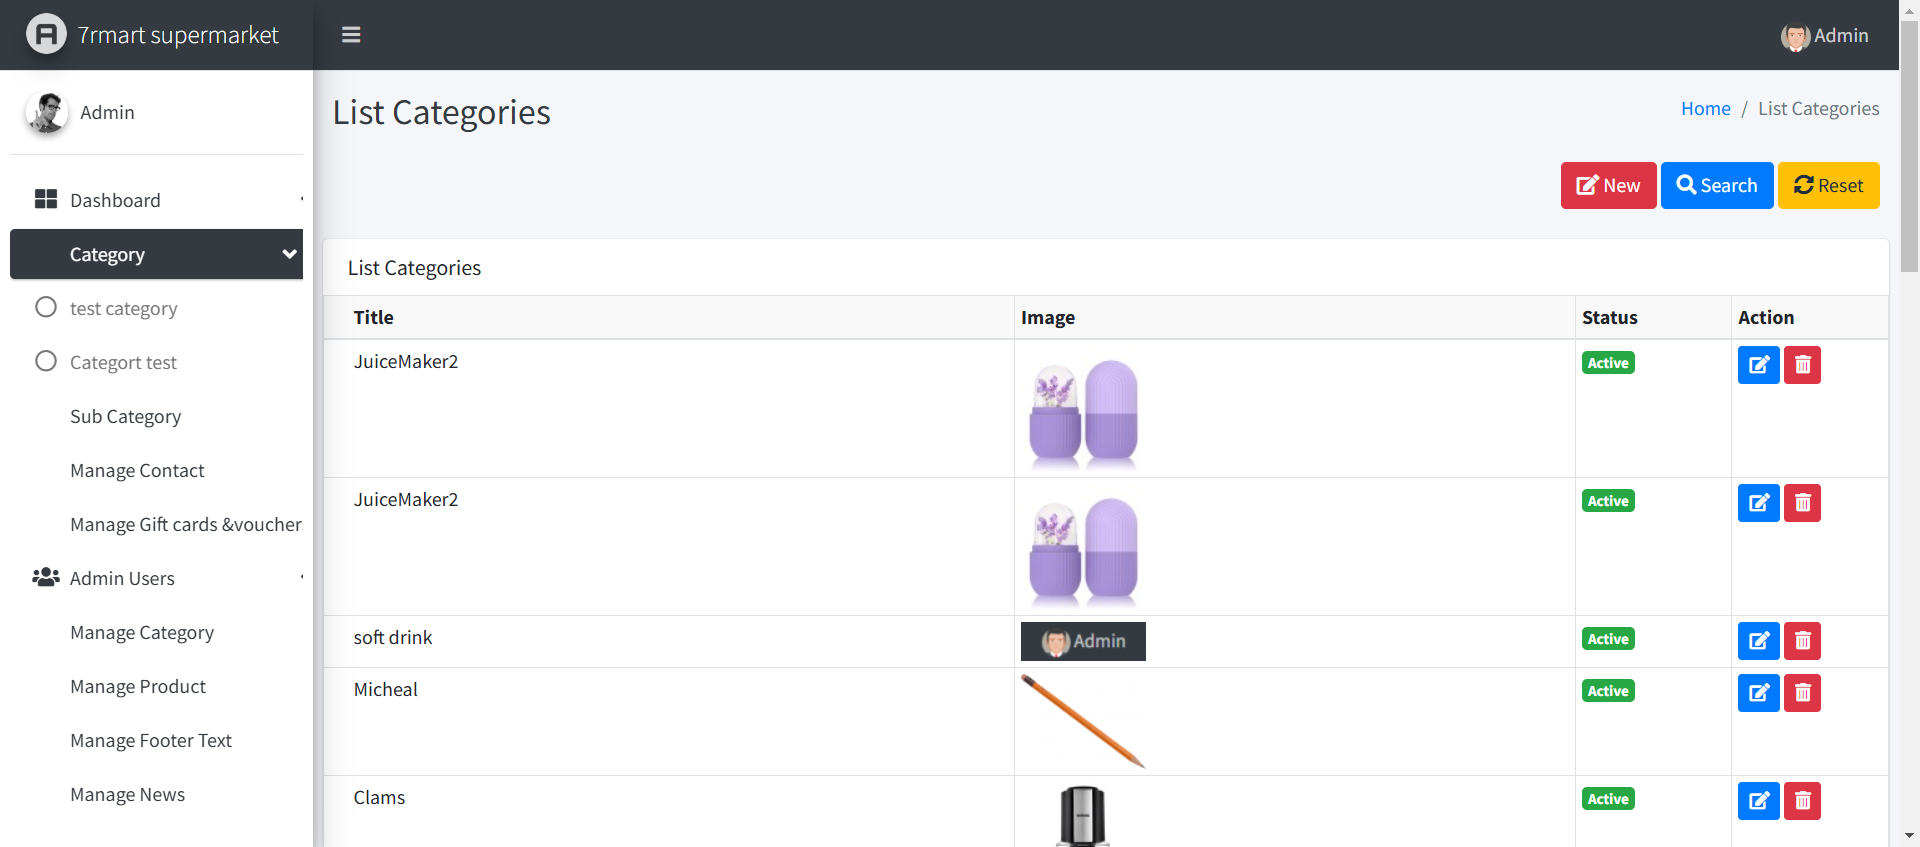 7rmart supermarket
Admin
Admin
Dashboard
Category
test category
Categort test
Sub Category
Manage Contact
Manage Gift cards &voucher
Admin Users
Manage Category
Manage Product
Manage Footer Text
Manage News
List Categories
Home / List Categories
New Search Reset
List Categories
Title Image Status Action
JuiceMaker2 Active
JuiceMaker2 Active
soft drink Admin Active
Micheal Active
Clams Active